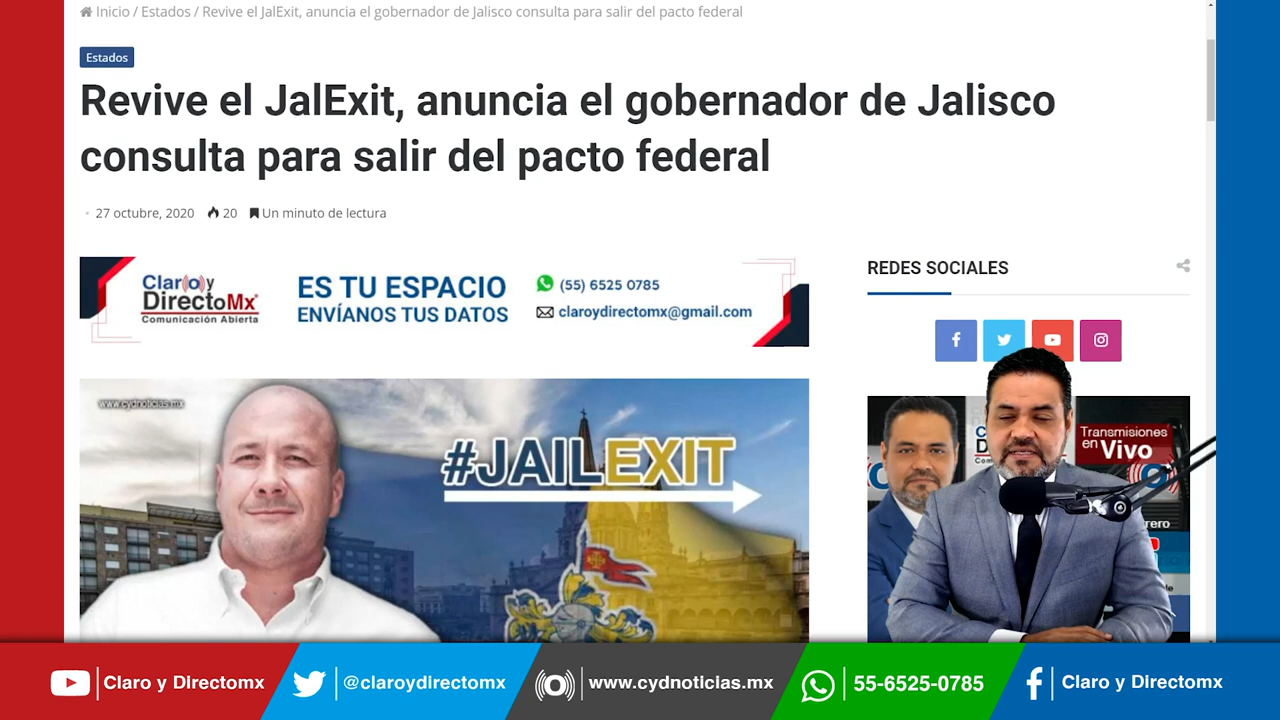 Inicio / Estados / Revive el JalExit, anuncia el gobernador de Jalisco consulta para salir del pacto federal
Estados
Revive el JalExit, anuncia el gobernador de Jalisco
consulta para salir del pacto federal
27 octubre, 2020 20 Un minuto de lectura
Claro y
DirectoMx
Comunicación Abierta
ES TU ESPACIO
ENVÍANOS TUS DATOS
(55) 6525 0785
claroydirectomx@gmail.com
REDES SOCIALES
www.cydnoticias.mx
#JAILEXIT
Transmisiones
en Vivo
Claro y Directomx
@claroydirectomx
www.cydnoticias.mx
55-6525-0785
Claro y Directomx